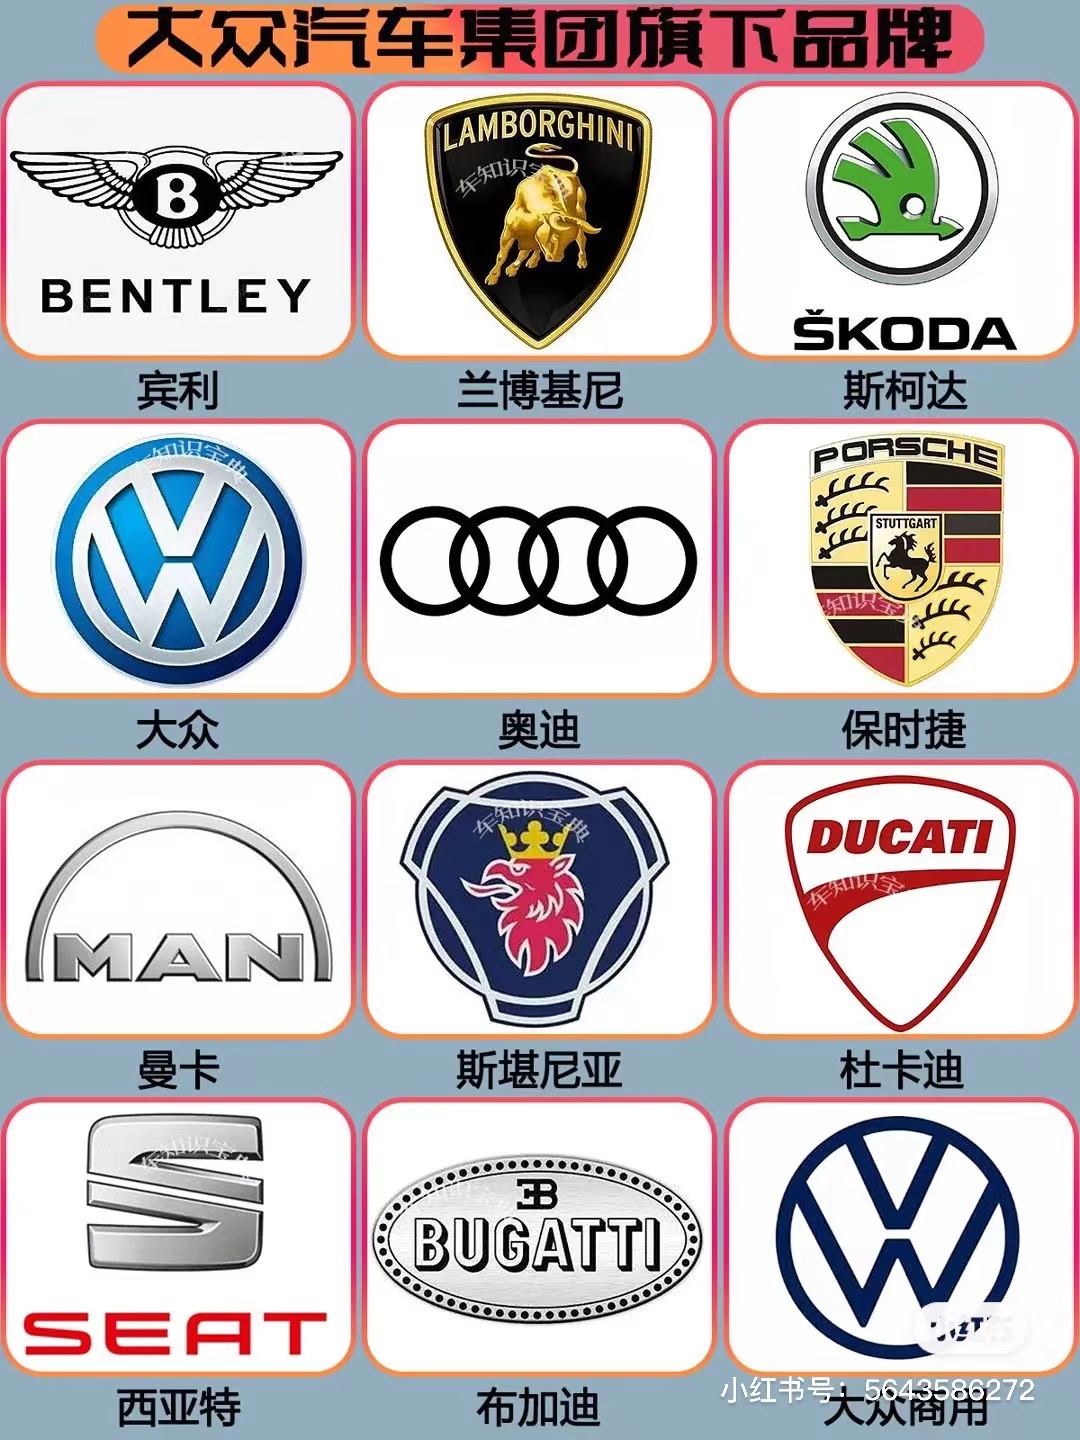 大众汽车集团旗下品牌
B
BENTLEY
宾利
LAMBORGHINI
车知识宝
兰博基尼
ŠKODA
斯柯达
车知识宝典
VW
大众
奥迪
PORSCHE
STUTTGART
车知识宝
保时捷
MAN
曼卡
车知识宝典
斯堪尼亚
DUCATI
车知识宝
杜卡迪
车知识宝典
S
SEAT
西亚特
EB
BUGATTI
布加迪
VW
小红书号：5643586272
大众商用